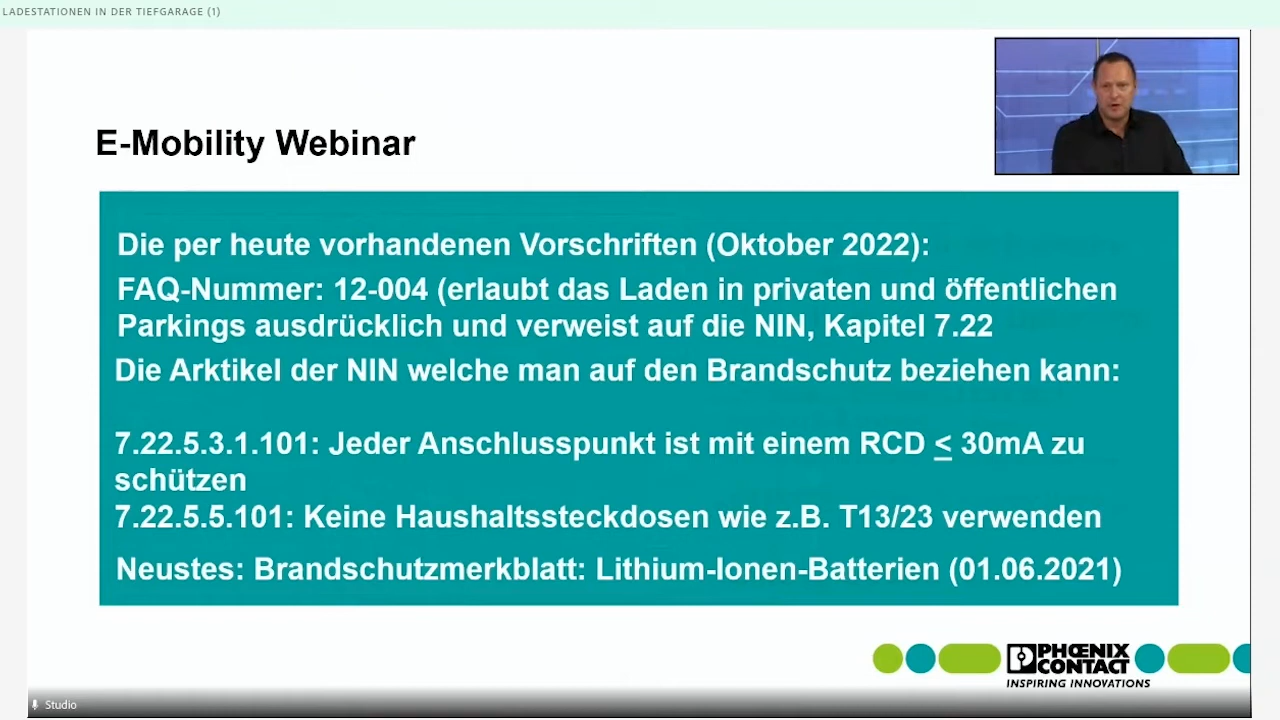 LADESTATIONEN IN DER TIEFGARAGE (1)
E-Mobility Webinar
Die per heute vorhandenen Vorschriften (Oktober 2022):
FAQ-Nummer: 12-004 (erlaubt das Laden in privaten und öffentlichen
Parkings ausdrücklich und verweist auf die NIN, Kapitel 7.22
Die Arktikel der NIN welche man auf den Brandschutz beziehen kann:
7.22.5.3.1.101: Jeder Anschlusspunkt ist mit einem RCD ≤ 30mA zu
schützen
7.22.5.5.101: Keine Haushaltssteckdosen wie z.B. T13/23 verwenden
Neustes: Brandschutzmerkblatt: Lithium-Ionen-Batterien (01.06.2021)
PHŒNIX
CONTACT
INSPIRING INNOVATIONS
Studio